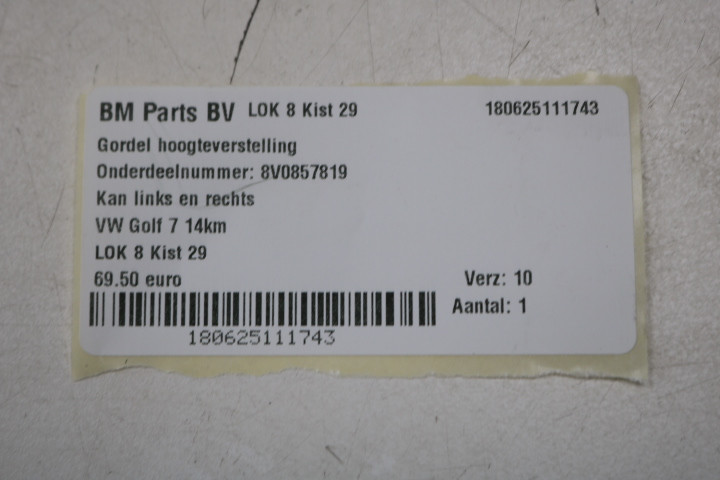 BM Parts BV LOK 8 Kist 29 180625111743
Gordel hoogteverstelling
Onderdeelnummer: 8V0857819
Kan links en rechts
VW Golf 7 14km
LOK 8 Kist 29
69.50 euro Verz: 10
Aantal: 1
180625111743